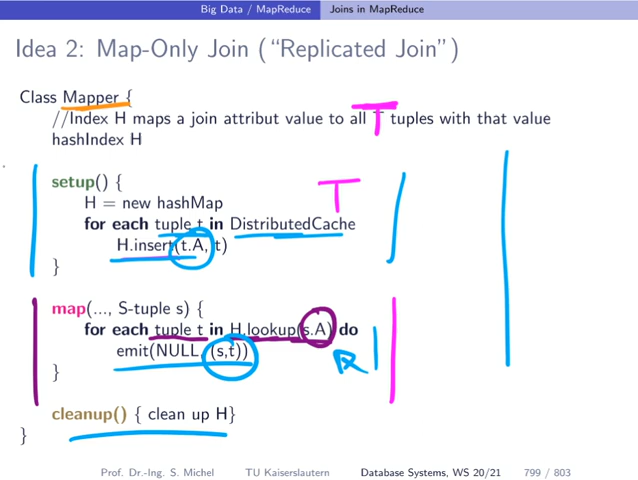 Big Data / MapReduce Joins in MapReduce
Idea 2: Map-Only Join (“Replicated Join”)
Class Mapper {
//Index H maps a join attribut value to all T tuples with that value
hashIndex H
setup() {
T
H = new hashMap
for each tuple t in DistributedCache
H.insert(t.A, t)
}
map(..., S-tuple s) {
for each tuple t in H.lookup(s.A) do
emit(NULL, (s,t))
}
cleanup() { clean up H}
}
Prof. Dr.-Ing. S. Michel TU Kaiserslautern Database Systems, WS 20/21 799 / 803